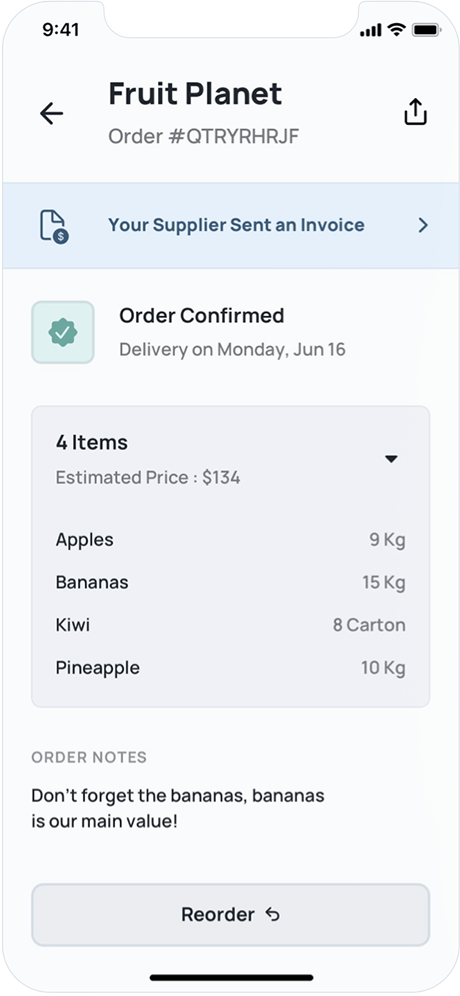 9:41
Fruit Planet
Order #QTRYRHRJF
Your Supplier Sent an Invoice
$
Order Confirmed
Delivery on Monday, Jun 16
4 Items
Estimated Price : $134
Apples 9 Kg
Bananas 15 Kg
Kiwi 8 Carton
Pineapple 10 Kg
ORDER NOTES
Don't forget the bananas, bananas
is our main value!
Reorder